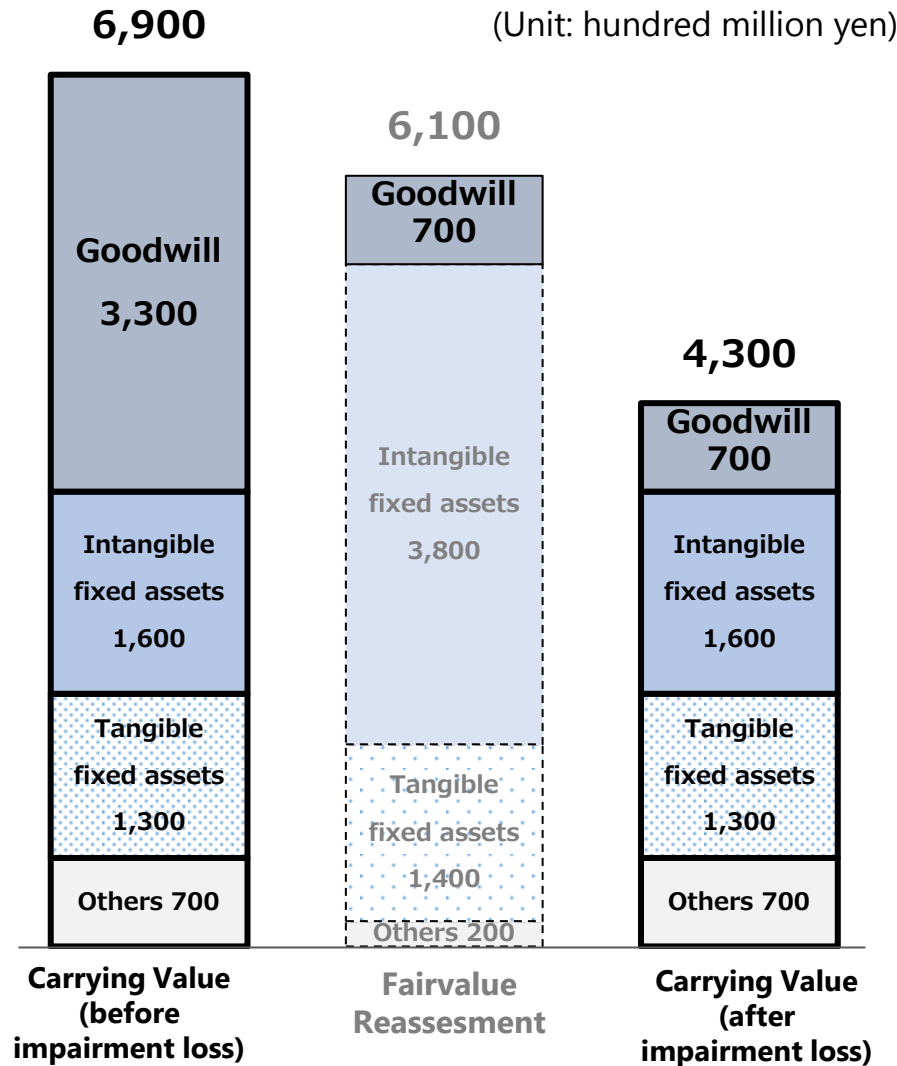 6,900
(Unit: hundred million yen)
Goodwill
3,300
Intangible
fixed assets
1,600
Tangible
fixed assets
1,300
Others 700
Carrying Value
(before
impairment loss)
6,100
Goodwill
700
Intangible
fixed assets
3,800
Tangible
fixed assets
1,400
Others 200
Fairvalue
Reassesment
4,300
Goodwill
700
Intangible
fixed assets
1,600
Tangible
fixed assets
1,300
Others 700
Carrying Value
(after
impairment loss)